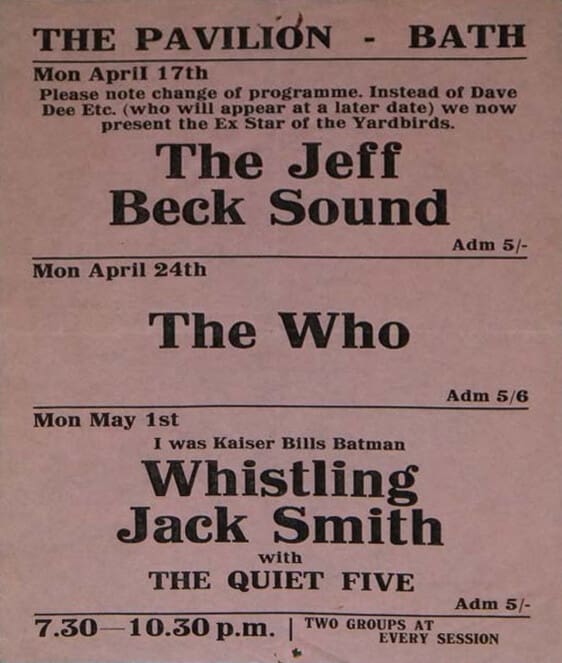 THE PAVILION - BATH
Mon April 17th
Please note change of programme. Instead of Dave
Dee Etc. (who will appear at a later date) we now
present the Ex Star of the Yardbirds.
The Jeff
Beck Sound
Adm 5/-
Mon April 24th
The Who
Adm 5/6
Mon May 1st
I was Kaiser Bills Batman
Whistling
Jack Smith
with
THE QUIET FIVE
Adm 5/-
7.30—10.30 p.m. | TWO GROUPS AT
EVERY SESSION